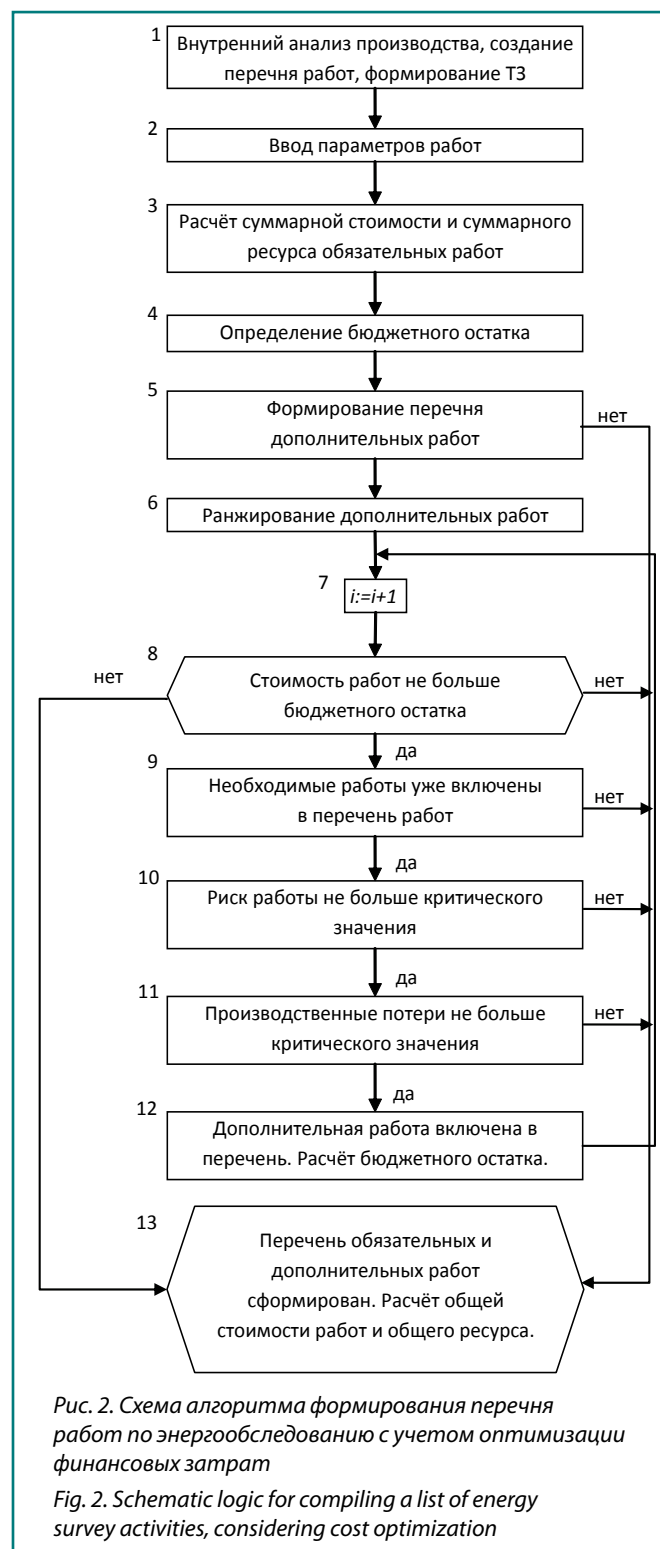 1
Внутренний анализ производства, создание
перечня работ, формирование ТЗ
2
Ввод параметров работ
3
Расчёт суммарной стоимости и суммарного
ресурса обязательных работ
4
Определение бюджетного остатка
5
Формирование перечня
дополнительных работ
нет
6
Ранжирование дополнительных работ
7
i:=i+1
8
нет
Стоимость работ не больше
бюджетного остатка
нет
да
9
Необходимые работы уже включены
в перечень работ
нет
да
10
Риск работы не больше критического
значения
нет
да
11
Производственные потери не больше
критического значения
нет
да
12
Дополнительная работа включена в
перечень. Расчёт бюджетного остатка.
13
Перечень обязательных и
дополнительных работ
сформирован. Расчёт общей
стоимости работ и общего ресурса.
Рис. 2. Схема алгоритма формирования перечня
работ по энергообследованию с учетом оптимизации
финансовых затрат
Fig. 2. Schematic logic for compiling a list of energy
survey activities, considering cost optimization